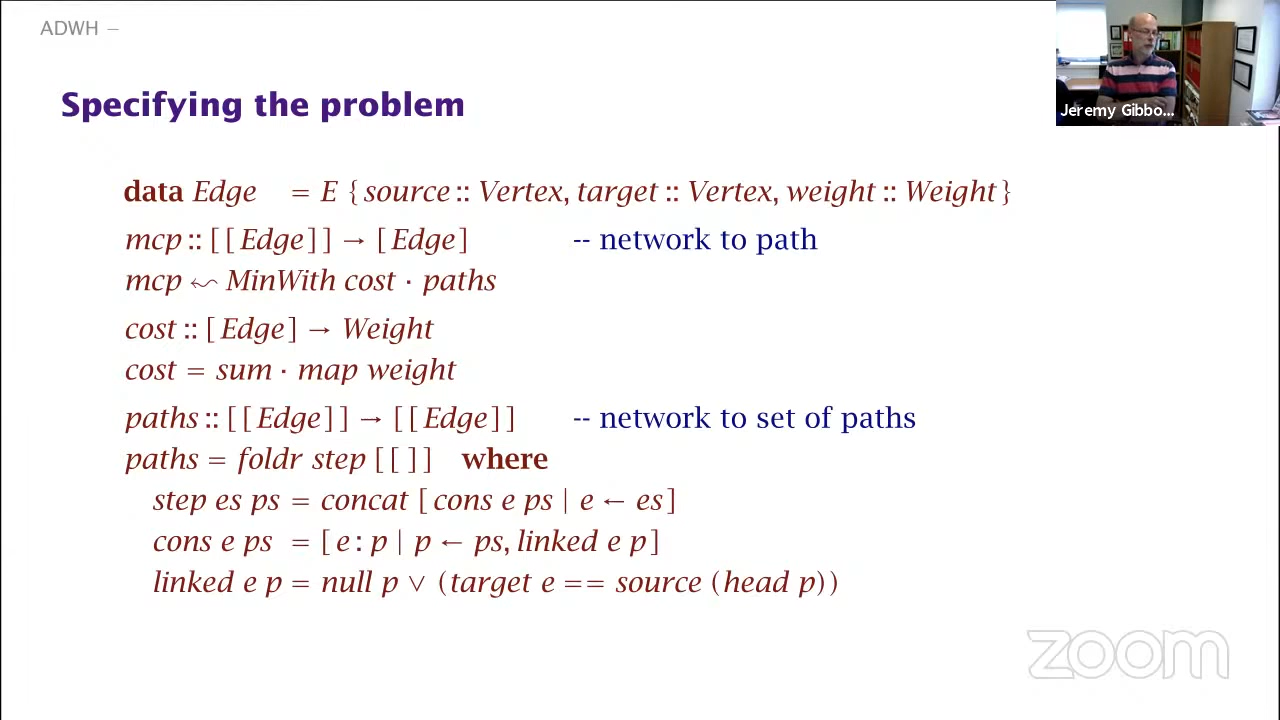 ADWH –
Jeremy Gibbo...
Specifying the problem
data Edge = E { source :: Vertex, target :: Vertex, weight :: Weight }
mcp :: [ [ Edge ] ] → [ Edge ] -- network to path
mcp ↜ MinWith cost · paths
cost :: [ Edge ] → Weight
cost = sum · map weight
paths :: [ [ Edge ] ] → [ [ Edge ] ] -- network to set of paths
paths = foldr step [ [ ] ] where
step es ps = concat [ cons e ps | e ← es ]
cons e ps = [ e : p | p ← ps, linked e p ]
linked e p = null p ∨ (target e == source (head p))
zoom